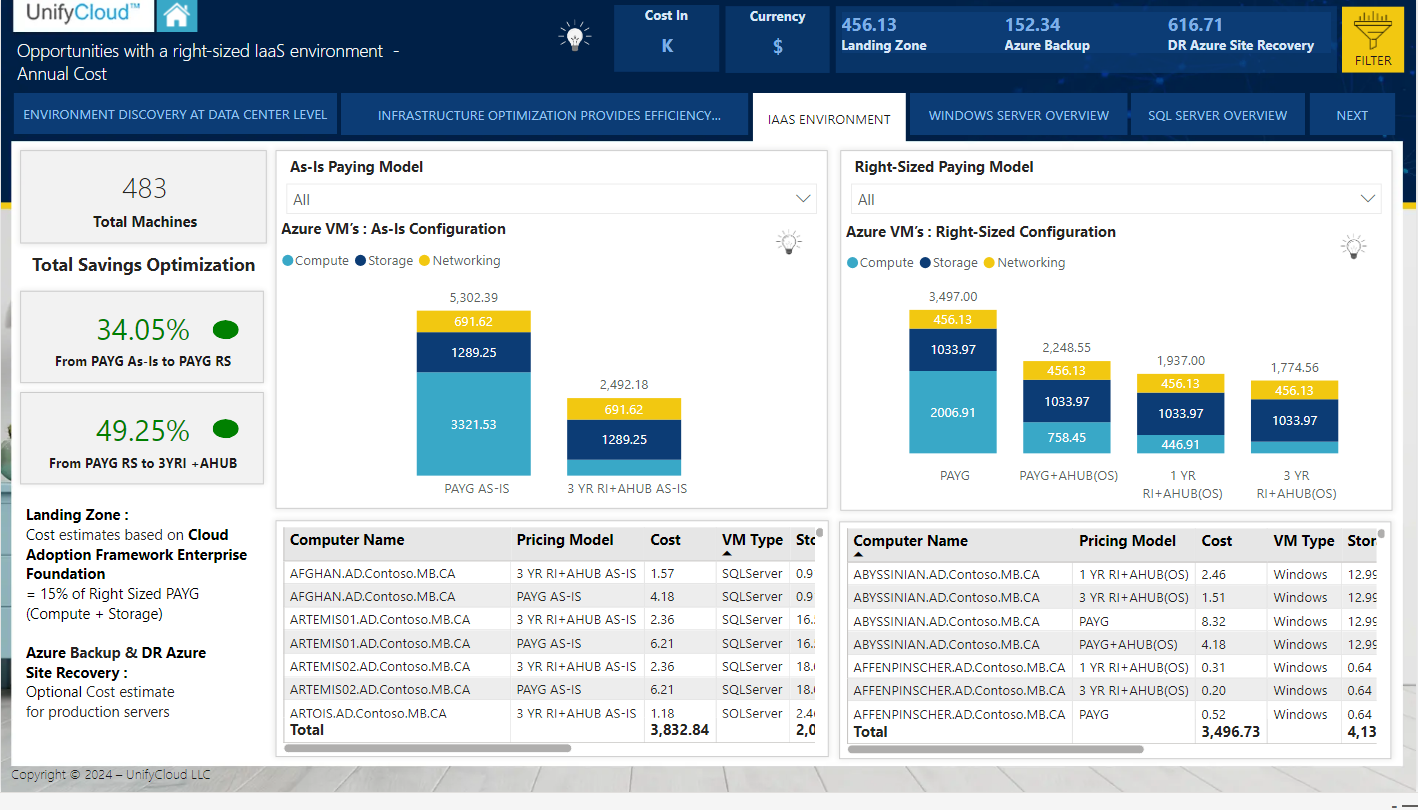 UnifyCloud™
Opportunities with a right-sized IaaS environment -
Annual Cost
Cost In
K
Currency
$
456.13
Landing Zone
152.34
Azure Backup
616.71
DR Azure Site Recovery
FILTER
ENVIRONMENT DISCOVERY AT DATA CENTER LEVEL
INFRASTRUCTURE OPTIMIZATION PROVIDES EFFICIENCY...
IAAS ENVIRONMENT
WINDOWS SERVER OVERVIEW
SQL SERVER OVERVIEW
NEXT
483
Total Machines
Total Savings Optimization
34.05%
From PAYG As-Is to PAYG RS
49.25%
From PAYG RS to 3YRI +AHUB
Landing Zone :
Cost estimates based on Cloud
Adoption Framework Enterprise
Foundation
= 15% of Right Sized PAYG
(Compute + Storage)
Azure Backup & DR Azure
Site Recovery :
Optional Cost estimate
for production servers
As-Is Paying Model
All
Azure VM's : As-Is Configuration
Compute Storage Networking
5,302.39
691.62
1289.25
3321.53
PAYG AS-IS
2,492.18
691.62
1289.25
3 YR RI+AHUB AS-IS
Right-Sized Paying Model
All
Azure VM's : Right-Sized Configuration
Compute Storage Networking
3,497.00
456.13
1033.97
2006.91
PAYG
2,248.55
456.13
1033.97
758.45
PAYG+AHUB(OS)
1,937.00
456.13
1033.97
446.91
1 YR
RI+AHUB(OS)
1,774.56
456.13
1033.97
3 YR
RI+AHUB(OS)
Computer Name Pricing Model Cost VM Type Sto
AFGHAN.AD.Contoso.MB.CA 3 YR RI+AHUB AS-IS 1.57 SQLServer 0.9
AFGHAN.AD.Contoso.MB.CA PAYG AS-IS 4.18 SQLServer 0.9
ARTEMIS01.AD.Contoso.MB.CA 3 YR RI+AHUB AS-IS 2.36 SQLServer 16.
ARTEMIS01.AD.Contoso.MB.CA PAYG AS-IS 6.21 SQLServer 16.
ARTEMIS02.AD.Contoso.MB.CA 3 YR RI+AHUB AS-IS 2.36 SQLServer 18.
ARTEMIS02.AD.Contoso.MB.CA PAYG AS-IS 6.21 SQLServer 18.
ARTOIS.AD.Contoso.MB.CA 3 YR RI+AHUB AS-IS 1.18 SQLServer 2.4
Total 3,832.84 2,0
Computer Name Pricing Model Cost VM Type Stor
ABYSSINIAN.AD.Contoso.MB.CA 1 YR RI+AHUB(OS) 2.46 Windows 12.99
ABYSSINIAN.AD.Contoso.MB.CA 3 YR RI+AHUB(OS) 1.51 Windows 12.99
ABYSSINIAN.AD.Contoso.MB.CA PAYG 8.32 Windows 12.99
ABYSSINIAN.AD.Contoso.MB.CA PAYG+AHUB(OS) 4.18 Windows 12.99
AFFENPINSCHER.AD.Contoso.MB.CA 1 YR RI+AHUB(OS) 0.31 Windows 0.64
AFFENPINSCHER.AD.Contoso.MB.CA 3 YR RI+AHUB(OS) 0.20 Windows 0.64
AFFENPINSCHER.AD.Contoso.MB.CA PAYG 0.52 Windows 0.64
Total 3,496.73 4,13
Copyright © 2024 – UnifyCloud LLC